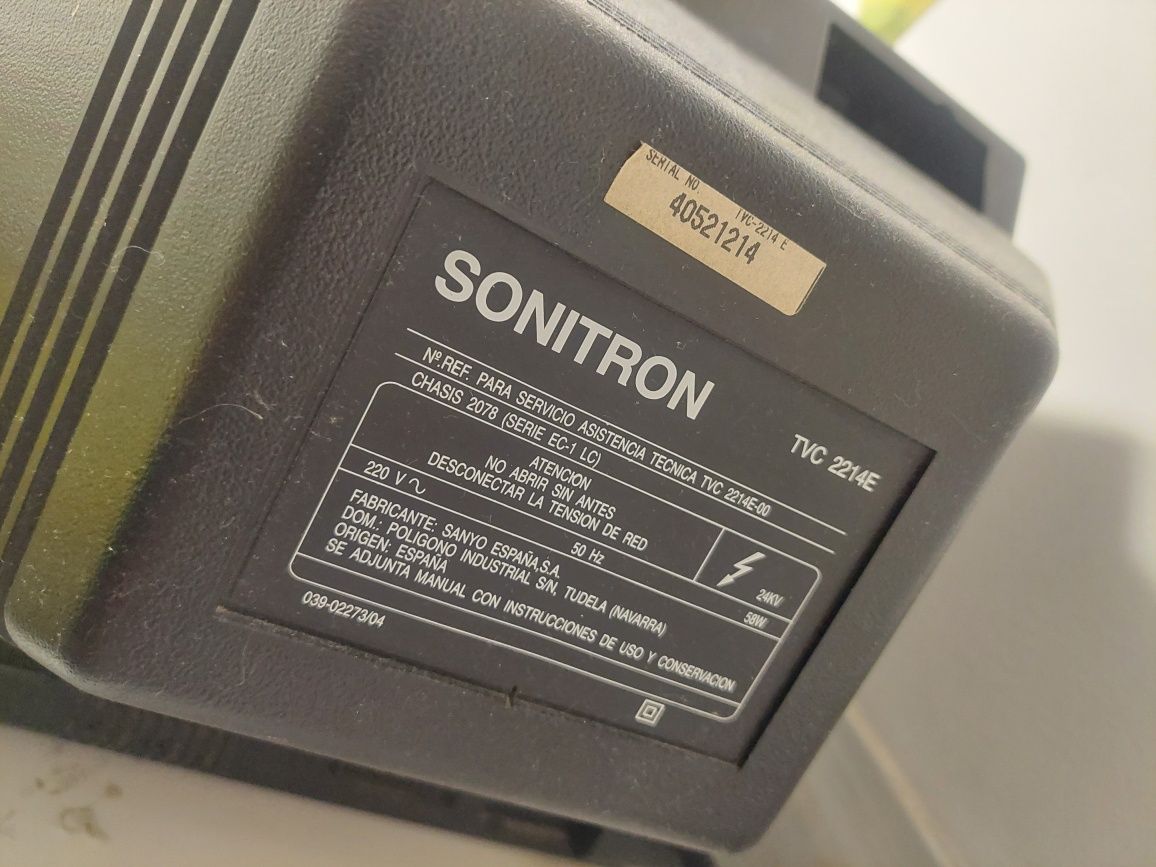 SERIAL NO.
TVC-2214 E
40521214
SONITRON
TVC 2214E
Nº.REF. PARA SERVICIO ASISTENCIA TECNICA TVC 2214E-00
CHASIS 2078 (SERIE EC-1 LC)
ATENCION
NO ABRIR SIN ANTES
DESCONECTAR LA TENSION DE RED
24KV
220 V ~ 50 Hz 58W
FABRICANTE: SANYO ESPAÑA,S.A.
DOM.: POLIGONO INDUSTRIAL S/N, TUDELA (NAVARRA)
ORIGEN: ESPAÑA
SE ADJUNTA MANUAL CON INSTRUCCIONES DE USO Y CONSERVACION
039-02273/04